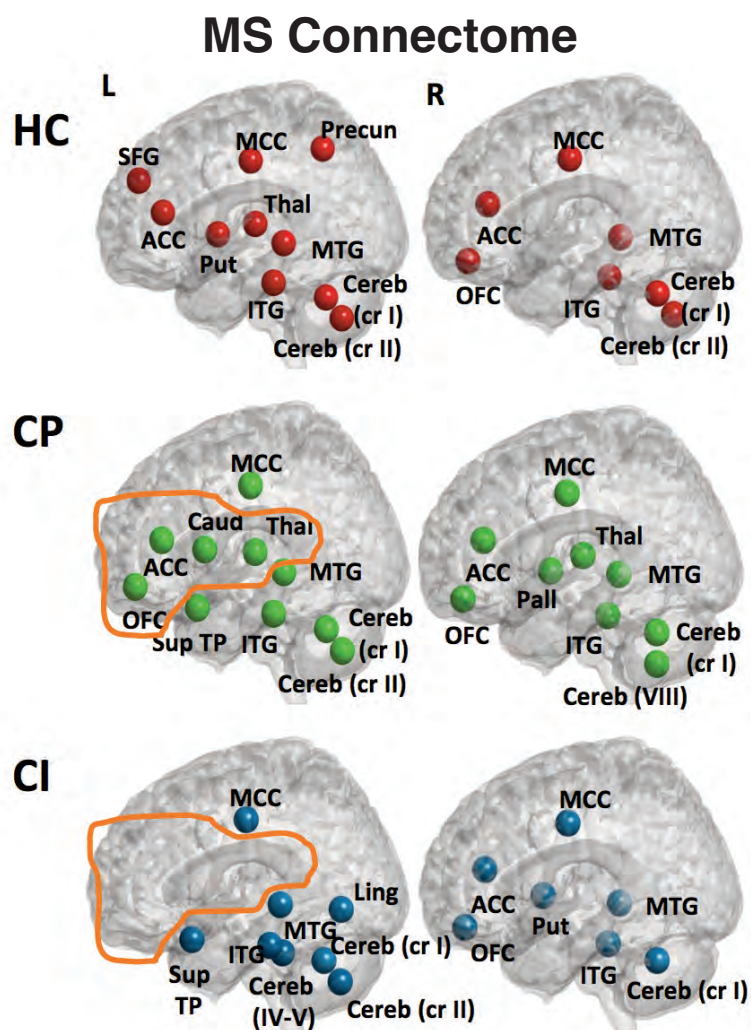 MS Connectome
L
R
HC
SFG
MCC
Precun
ACC
Put
Thal
MTG
ITG
Cereb
(cr I)
Cereb (cr II)
MCC
ACC
OFC
MTG
ITG
Cereb
(cr I)
Cereb (cr II)
CP
MCC
Caud
Thal
ACC
MTG
OFC
Sup TP
ITG
Cereb
(cr I)
Cereb (cr II)
MCC
Thal
ACC
Pall
MTG
OFC
ITG
Cereb
(cr I)
Cereb (VIII)
CI
MCC
Ling
MTG
ITG
Cereb (cr I)
Sup
TP
Cereb
(IV-V)
Cereb (cr II)
MCC
ACC
Put
MTG
OFC
ITG
Cereb (cr I)